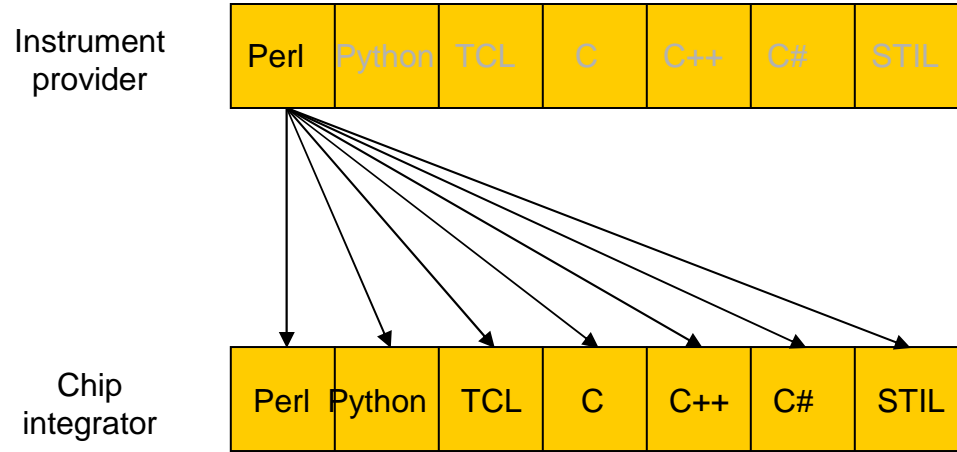 Instrument
provider
Perl Python TCL C C++ C# STIL
Chip
integrator
Perl Python TCL C C++ C# STIL